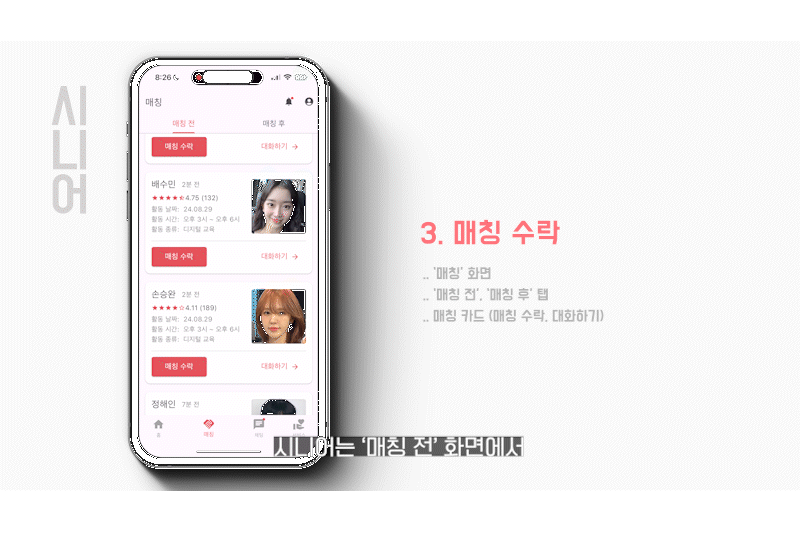 시니어
8:26
매칭
매칭 전
매칭 후
매칭 수락
대화하기 →
배수민 2분 전
★★★★★ 4.75 (132)
활동 날짜: 24.08.29
활동 시간: 오후 3시 ~ 오후 6시
활동 종류: 디지털 교육
매칭 수락
대화하기 →
손승완 2분 전
★★★★☆ 4.11 (189)
활동 날짜: 24.08.29
활동 시간: 오후 3시 ~ 오후 6시
활동 종류: 디지털 교육
매칭 수락
대화하기 →
정해인 7분 전
홈
매칭
채팅
3. 매칭 수락
.. '매칭' 화면
.. '매칭 전', '매칭 후' 탭
.. 매칭 카드 (매칭 수락, 대화하기)
시니어는 '매칭 전' 화면에서